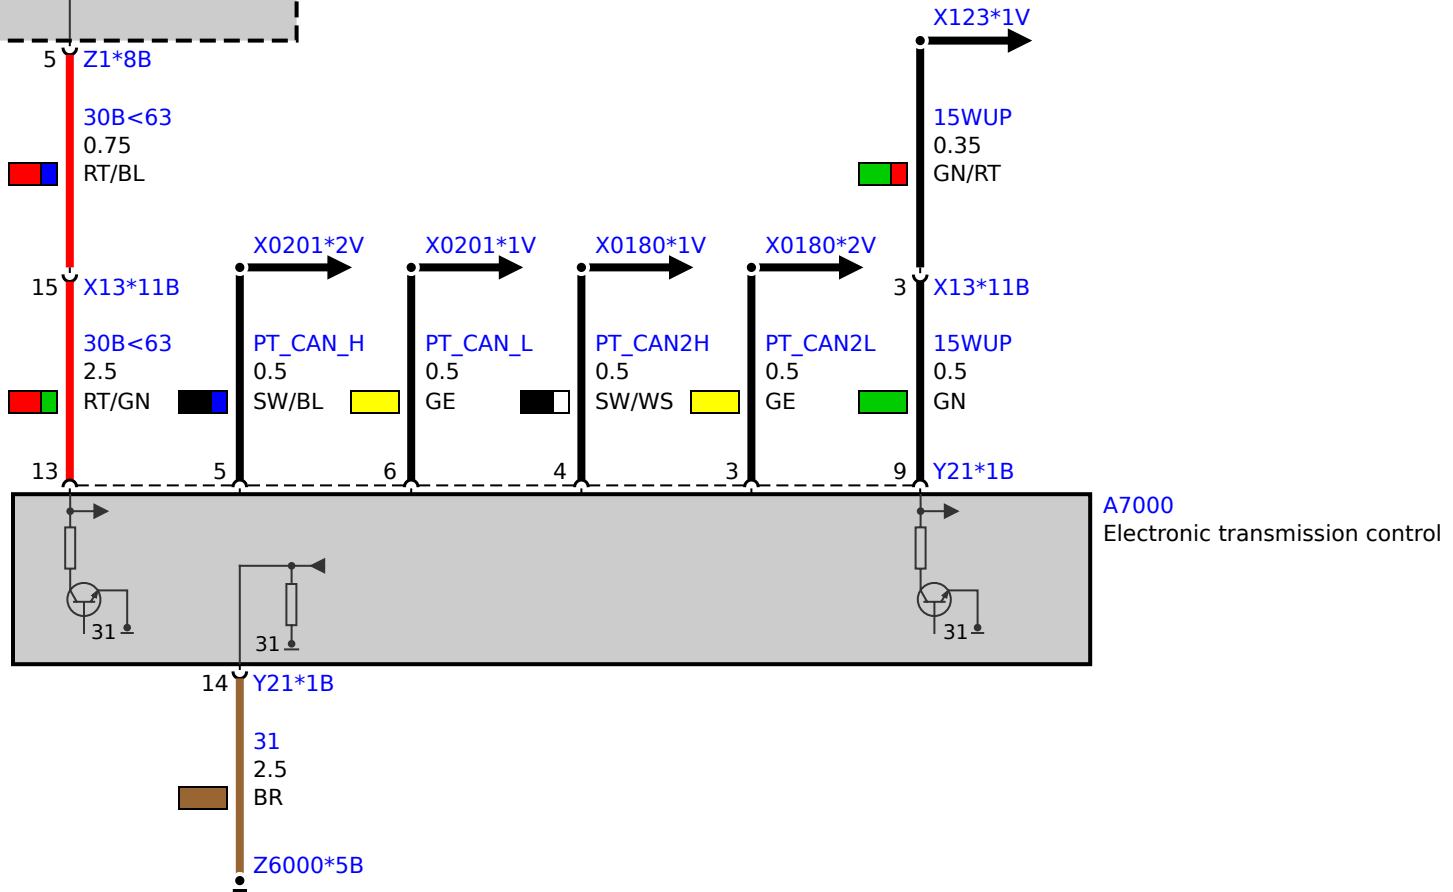 X123*1V
5 Z1*8B
30B<63
0.75
RT/BL
15WUP
0.35
GN/RT
X0201*2V X0201*1V X0180*1V X0180*2V
15 X13*11B 3 X13*11B
30B<63 PT_CAN_H PT_CAN_L PT_CAN2H PT_CAN2L 15WUP
2.5 0.5 0.5 0.5 0.5 0.5
RT/GN SW/BL GE SW/WS GE GN
13 5 6 4 3 9 Y21*1B
A7000
Electronic transmission control
31 31 31
14 Y21*1B
31
2.5
BR
Z6000*5B